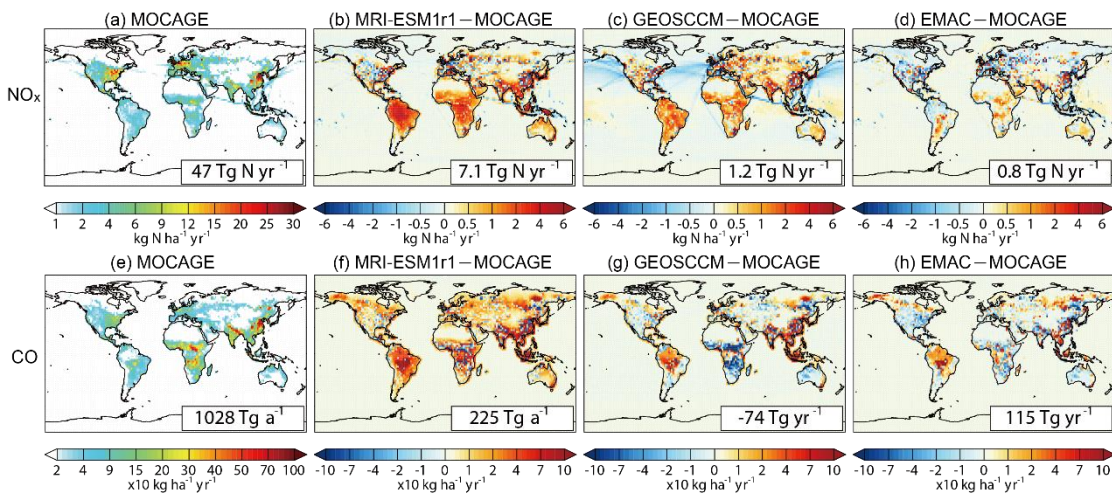 (a) MOCAGE
(b) MRI-ESM1r1−MOCAGE
(c) GEOSCCM−MOCAGE
(d) EMAC−MOCAGE
NOₓ
47 Tg N yr⁻¹
7.1 Tg N yr⁻¹
1.2 Tg N yr⁻¹
0.8 Tg N yr⁻¹
1 3 6 9 12 15 20 25 30
-6 -4 -2 -1 -0.5 0 0.5 1 2 4 6
-6 -4 -2 -1 -0.5 0 0.5 1 2 4 6
-6 -4 -2 -1 -0.5 0 0.5 1 2 4 6
kg N ha⁻¹ yr⁻¹
kg N ha⁻¹ yr⁻¹
kg N ha⁻¹ yr⁻¹
kg N ha⁻¹ yr⁻¹
(e) MOCAGE
(f) MRI-ESM1r1−MOCAGE
(g) GEOSCCM−MOCAGE
(h) EMAC−MOCAGE
CO
1028 Tg a⁻¹
225 Tg a⁻¹
-74 Tg yr⁻¹
115 Tg yr⁻¹
2 5 10 20 30 40 50 70 100
-10 -7 -4 -2 -1 0 1 2 4 7 10
-10 -7 -4 -2 -1 0 1 2 4 7 10
-10 -7 -4 -2 -1 0 1 2 4 7 10
x10 kg ha⁻¹ yr⁻¹
x10 kg ha⁻¹ yr⁻¹
x10 kg ha⁻¹ yr⁻¹
x10 kg ha⁻¹ yr⁻¹